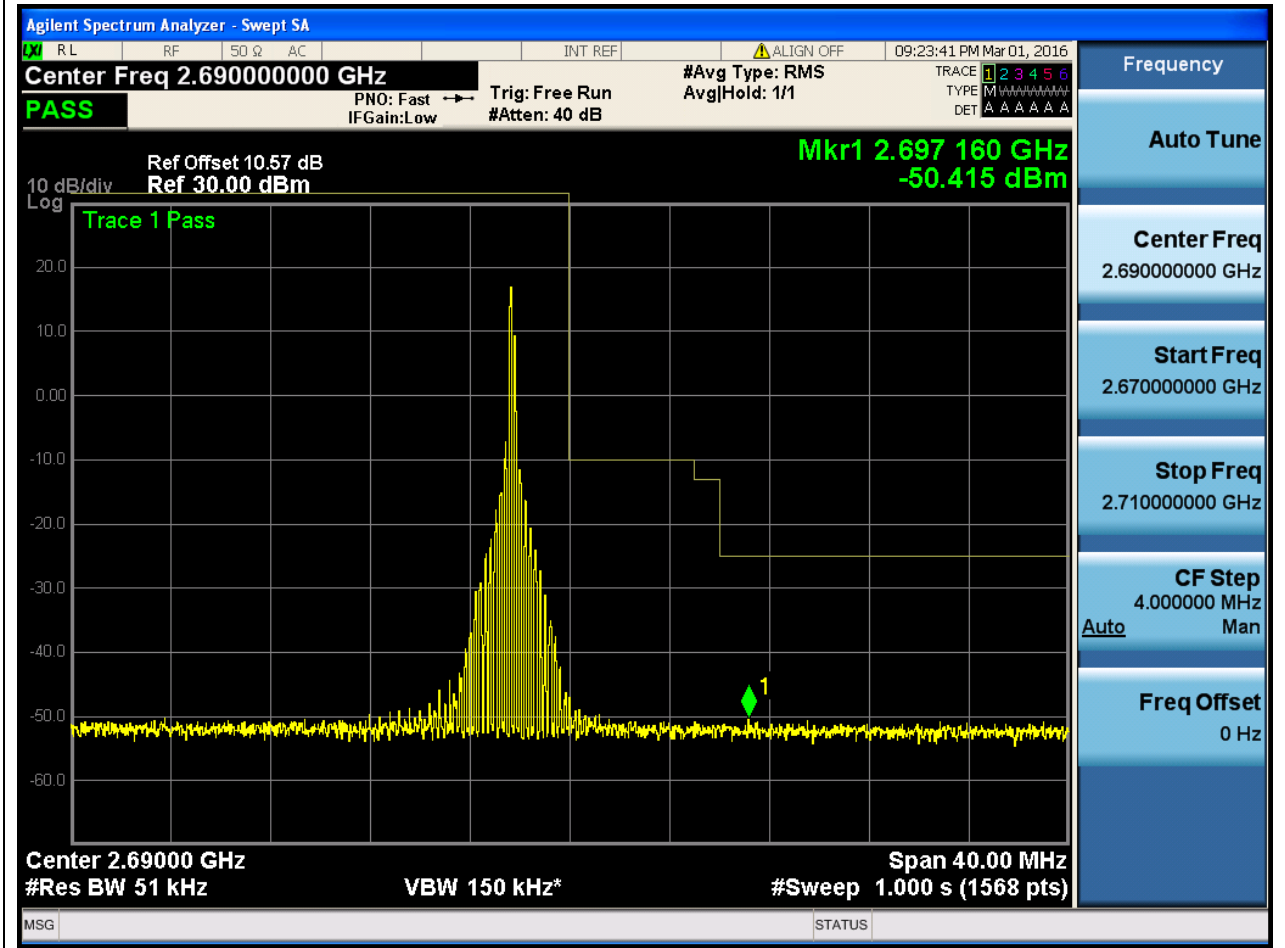 Agilent Spectrum Analyzer - Swept SA
LXI RL RF 50 Ω AC INT REF ALIGN OFF 09:23:41 PM Mar 01, 2016
Center Freq 2.690000000 GHz
PASS
PNO: Fast
IFGain:Low
Trig: Free Run
#Atten: 40 dB
#Avg Type: RMS
Avg|Hold: 1/1
TRACE 1 2 3 4 5 6
TYPE M WWWWW
DET A A A A A A
Mkr1 2.697 160 GHz
-50.415 dBm
Ref Offset 10.57 dB
10 dB/div Ref 30.00 dBm
Log
Trace 1 Pass
20.0
10.0
0.00
-10.0
-20.0
-30.0
-40.0
-50.0
-60.0
1
Center 2.69000 GHz Span 40.00 MHz
#Res BW 51 kHz VBW 150 kHz* #Sweep 1.000 s (1568 pts)
MSG STATUS
Frequency
Auto Tune
Center Freq
2.690000000 GHz
Start Freq
2.670000000 GHz
Stop Freq
2.710000000 GHz
CF Step
4.000000 MHz
Auto Man
Freq Offset
0 Hz